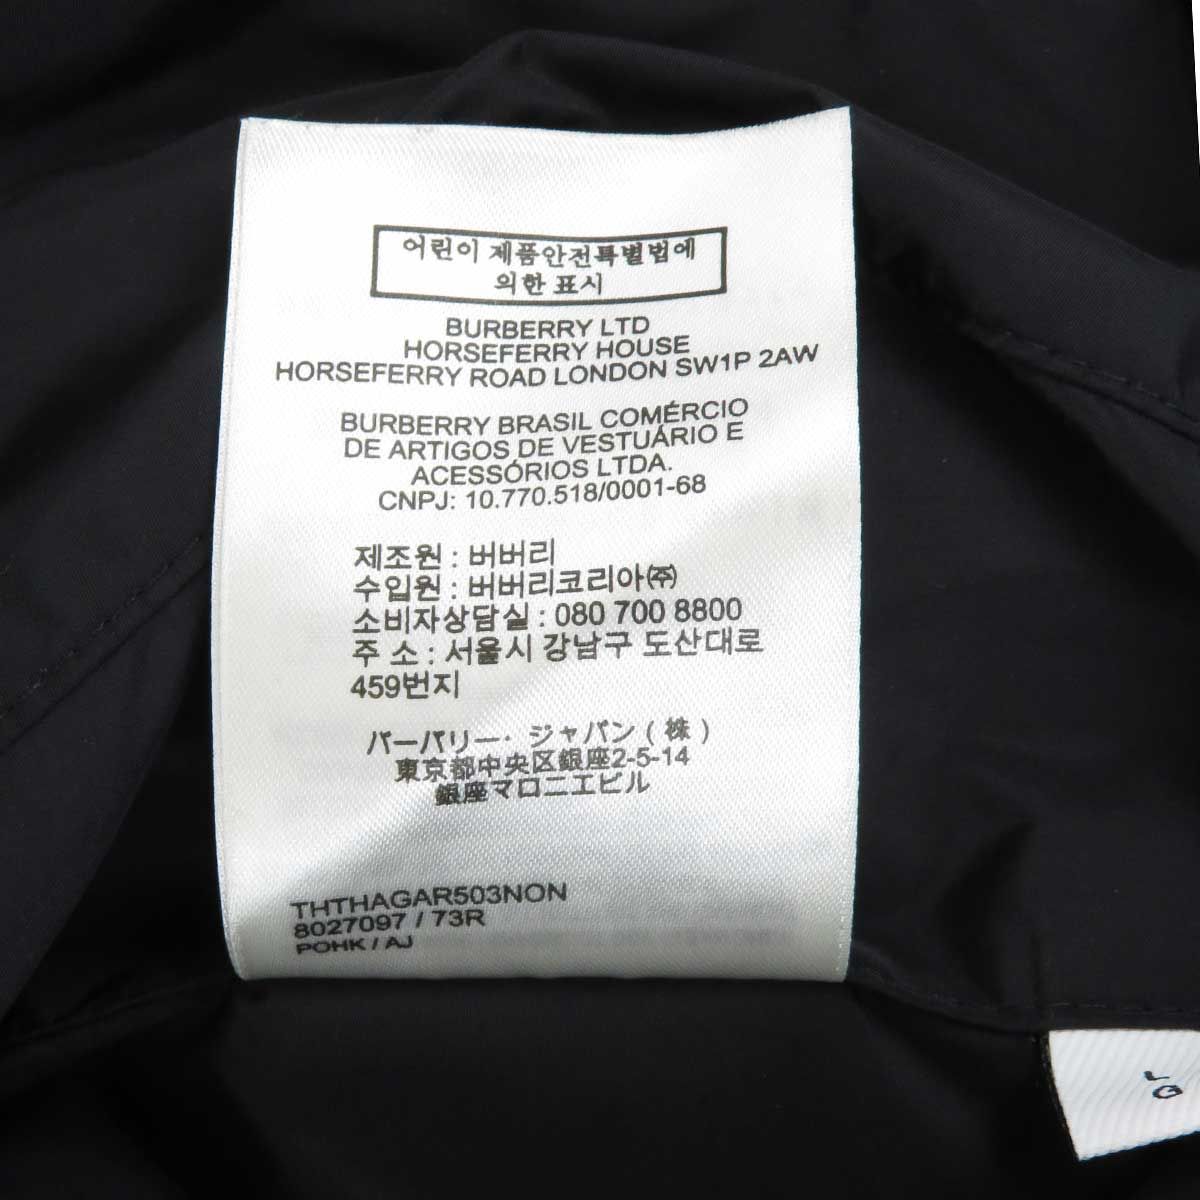 어린이 제품안전특별법에
의한 표시
BURBERRY LTD
HORSEFERRY HOUSE
HORSEFERRY ROAD LONDON SW1P 2AW
BURBERRY BRASIL COMÉRCIO
DE ARTIGOS DE VESTUÁRIO E
ACESSÓRIOS LTDA.
CNPJ: 10.770.518/0001-68
제조원 : 버버리
수입원 : 버버리코리아㈜
소비자상담실 : 080 700 8800
주 소 : 서울시 강남구 도산대로
459번지
バーバリー・ジャパン ( 株 )
東京都中央区銀座2-5-14
銀座マロニエビル
THTHAGAR503NON
8027097 / 73R
POHK / AJ